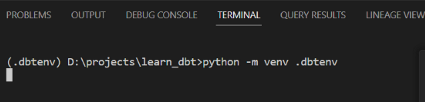 PROBLEMS OUTPUT DEBUG CONSOLE TERMINAL QUERY RESULTS LINEAGE VIEW
(.dbtenv) D:\projects\learn_dbt>python -m venv .dbtenv